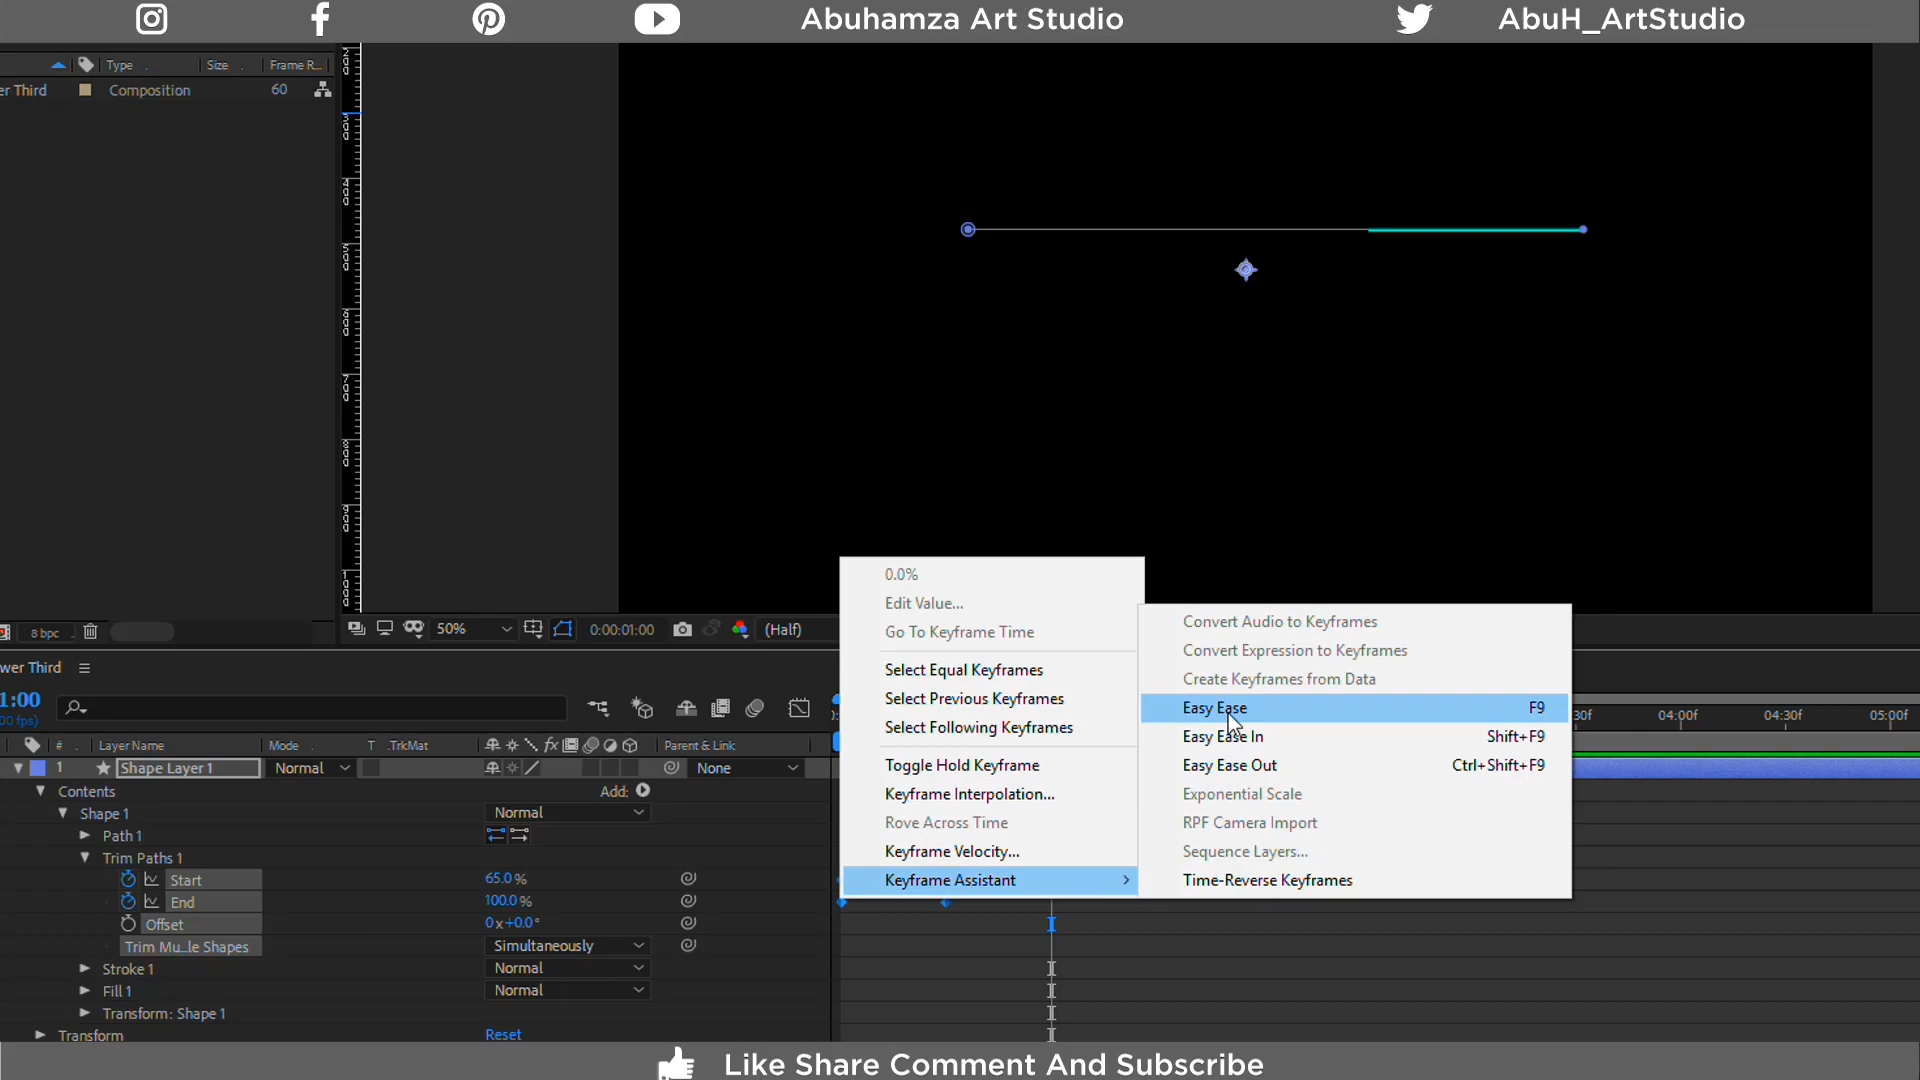 Abuhamza Art Studio
AbuH_ArtStudio
Type
Size
Frame R...
er Third
Composition
60
8 bpc
50%
0:00:01:00
(Half)
0.0%
Edit Value...
Go To Keyframe Time
Select Equal Keyframes
Select Previous Keyframes
Select Following Keyframes
Toggle Hold Keyframe
Keyframe Interpolation...
Rove Across Time
Keyframe Velocity...
Keyframe Assistant
Convert Audio to Keyframes
Convert Expression to Keyframes
Create Keyframes from Data
Easy Ease F9
Easy Ease In Shift+F9
Easy Ease Out Ctrl+Shift+F9
Exponential Scale
RPF Camera Import
Sequence Layers...
Time-Reverse Keyframes
wer Third
1:00
00 fps)
30f
04:00f
04:30f
05:00f
#
Layer Name
Mode
T
.TrkMat
fx
Parent & Link
1
Shape Layer 1
Normal
None
Contents
Add:
Shape 1
Normal
Path 1
Trim Paths 1
Start
65.0 %
End
100.0 %
Offset
0 x +0.0 °
Trim Mu...le Shapes
Simultaneously
Stroke 1
Normal
Fill 1
Normal
Transform: Shape 1
Transform
Reset
Like Share Comment And Subscribe